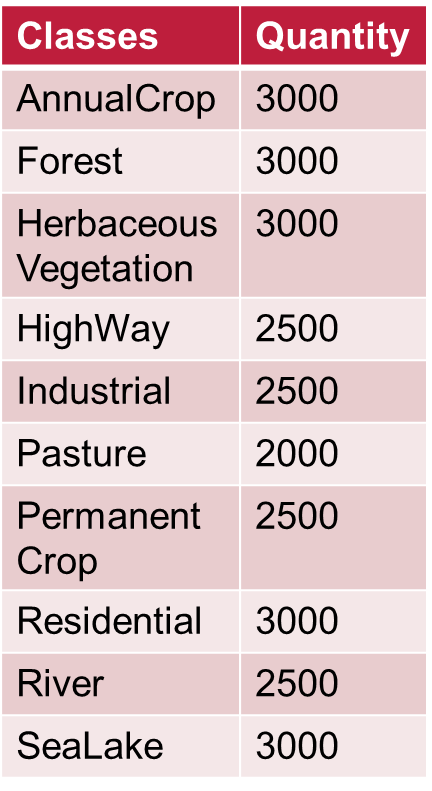 Classes Quantity
AnnualCrop 3000
Forest 3000
Herbaceous 3000
Vegetation
HighWay 2500
Industrial 2500
Pasture 2000
Permanent 2500
Crop
Residential 3000
River 2500
SeaLake 3000